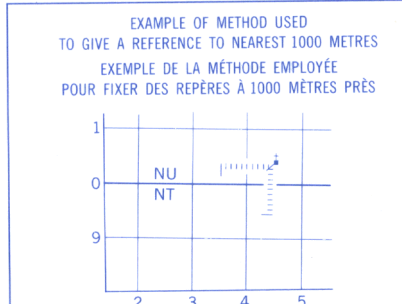 EXAMPLE OF METHOD USED
TO GIVE A REFERENCE TO NEAREST 1000 METRES
EXEMPLE DE LA MÉTHODE EMPLOYÉE
POUR FIXER DES REPÈRES À 1000 MÈTRES PRÈS
1
NU
0
NT
9
2 3 4 5